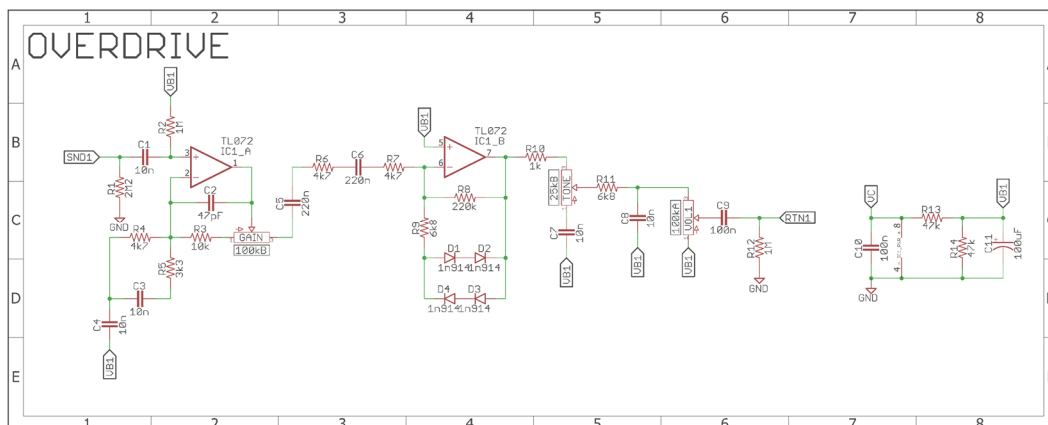 1 2 3 4 5 6 7 8
OVERDRIVE
A
B
C
D
E
VB1
R2
1M
SND1
C1
10n
3
2
1
TL072
IC1_A
R1
2M2
GND
C2
47pF
R4
4k7
R3
10k
GAIN
100kB
R5
3k3
C3
10n
C4
10n
VB1
C5
220n
R6
4k7
C6
220n
R7
4k7
VB1
5
6
7
TL072
IC1_B
R8
220k
R9
6k8
D1 D2
1n914 1n914
D4 D3
1n914 1n914
R10
1k
25kB
TONE
C7
10n
VB1
R11
6k8
C8
10n
VB1
100kA
VOL_1
VB1
C9
100n
RTN1
R12
1M
GND
VC
C10
100n
GND
8
4
R13
47k
R14
47k
VB1
C11
100uF
1 2 3 4 5 6 7 8